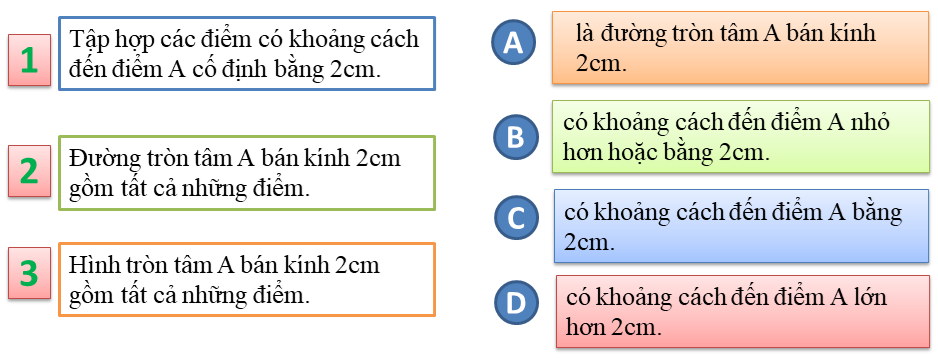 1
Tập hợp các điểm có khoảng cách
đến điểm A cố định bằng 2cm.
2
Đường tròn tâm A bán kính 2cm
gồm tất cả những điểm.
3
Hình tròn tâm A bán kính 2cm
gồm tất cả những điểm.
A
là đường tròn tâm A bán kính
2cm.
B
có khoảng cách đến điểm A nhỏ
hơn hoặc bằng 2cm.
C
có khoảng cách đến điểm A bằng
2cm.
D
có khoảng cách đến điểm A lớn
hơn 2cm.